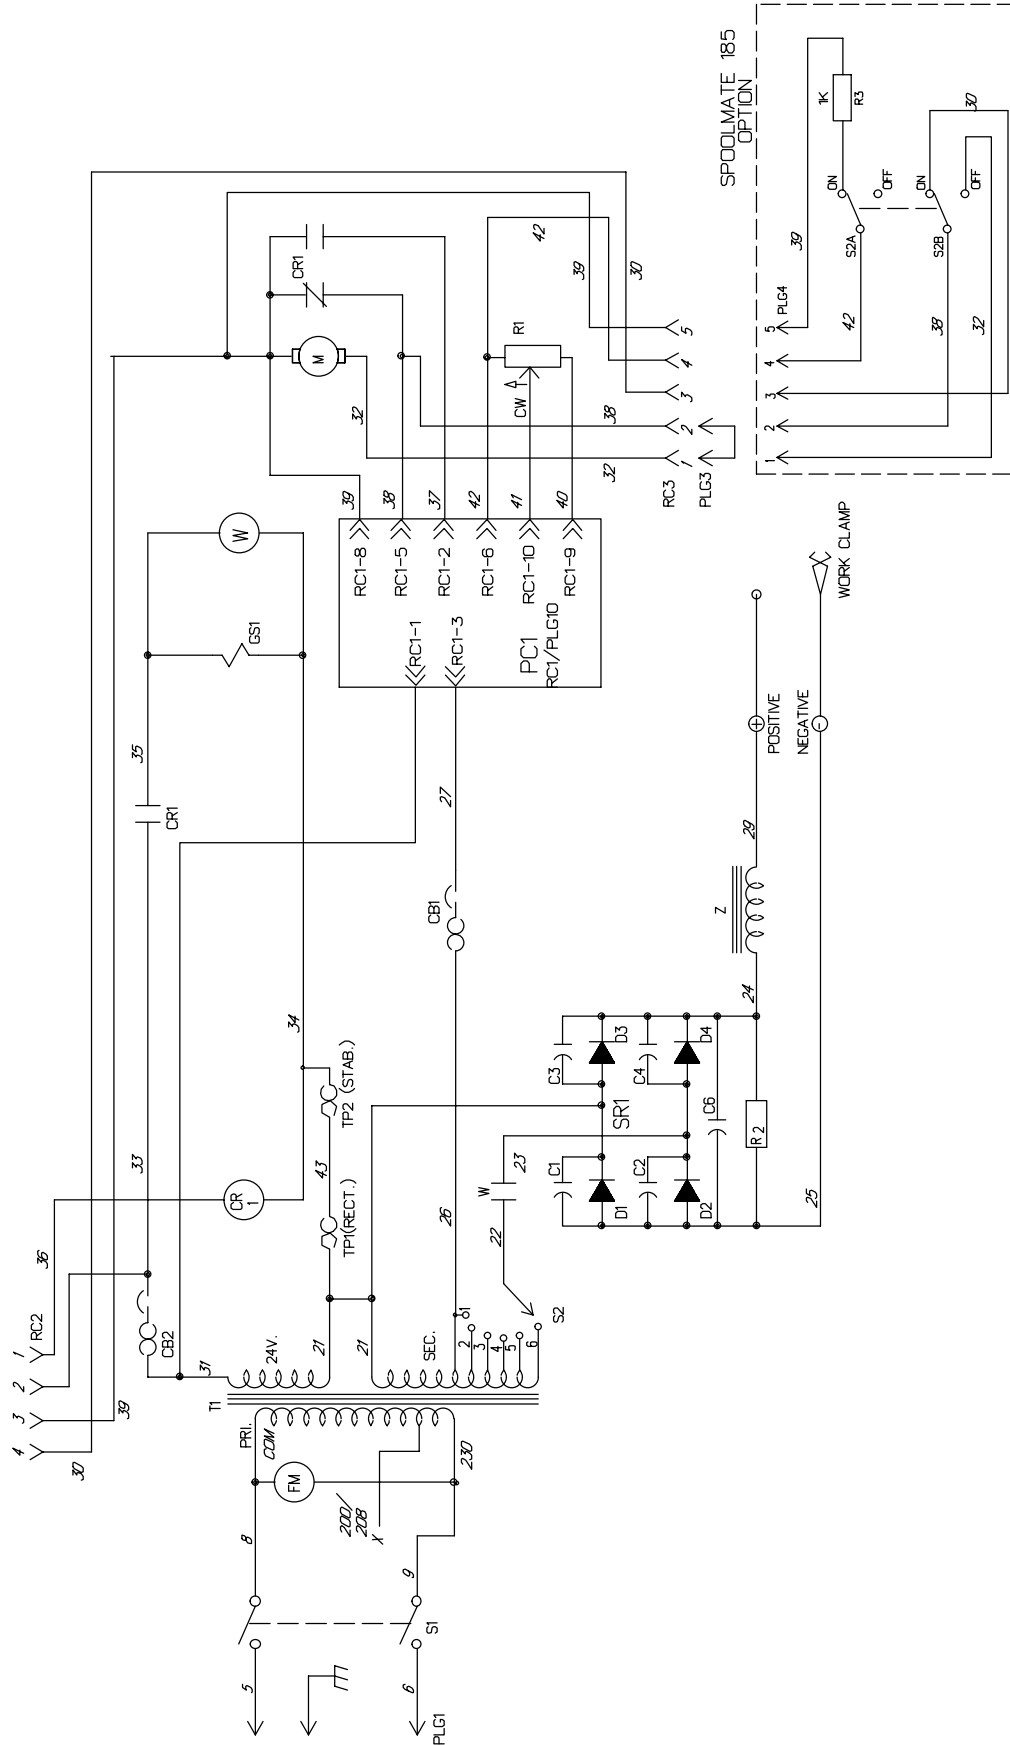 SPOOLMATE 185
OPTION
39
1K
R3
30
ON
OFF
ON
OFF
S2A
S2B
PLG4
42
38
32
5
4
3
2
1
42
39
30
CR1
M
R1
CW
32
38
32
5
4
3
2
1
RC3
PLG3
39
38
37
42
41
40
RC1-8
RC1-5
RC1-2
RC1-6
RC1-10
RC1-9
RC1-1
RC1-3
PC1
RC1/PLG10
W
GS1
35
CR1
27
CB1
34
WORK CLAMP
POSITIVE
NEGATIVE
+
-
29
Z
24
33
CR
1
36
TP1(RECT.)
43
TP2 (STAB.)
26
C3
D3
C4
D4
SR1
C6
C1
D1
C2
D2
R2
25
W
23
22
S2
1
2
3
4
5
6
RC2
1
2
3
4
CB2
31
39
30
24V.
21
21
SEC.
T1
PRI.
COM
FM
200/
208
X
230
8
9
S1
5
6
PLG1